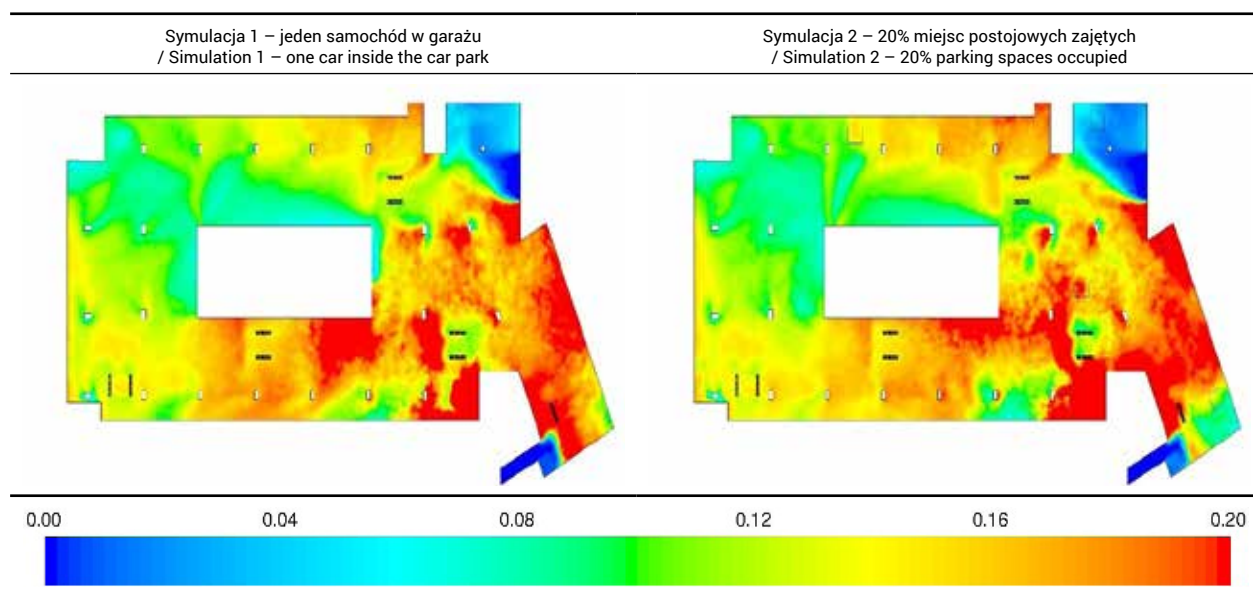 Symulacja 1 – jeden samochód w garażu
/ Simulation 1 – one car inside the car park
Symulacja 2 – 20% miejsc postojowych zajętych
/ Simulation 2 – 20% parking spaces occupied
0.00 0.04 0.08 0.12 0.16 0.20